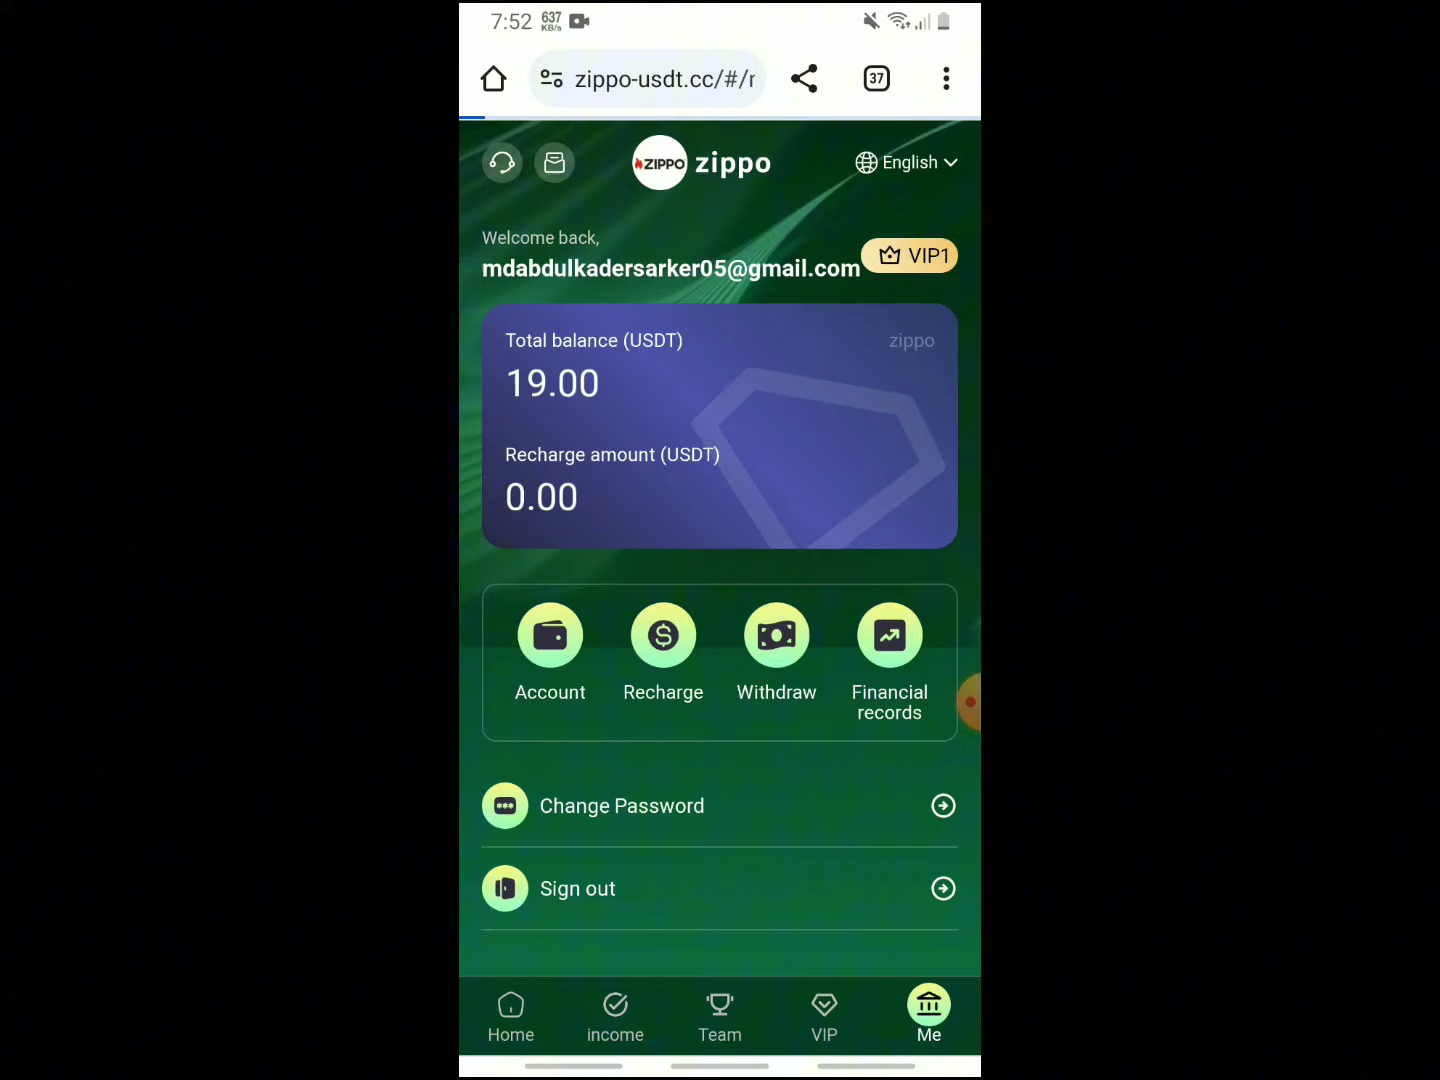 7:52 637 KB/s
zippo-usdt.cc/#/r 37
ZIPPO zippo English
Welcome back,
mdabdulkadersarker05@gmail.com VIP1
Total balance (USDT) zippo
19.00
Recharge amount (USDT)
0.00
Account Recharge Withdraw Financial records
Change Password
Sign out
Home income Team VIP Me